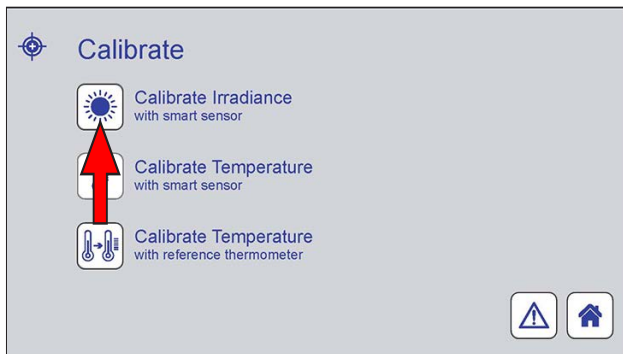 Calibrate
Calibrate Irradiance
with smart sensor
Calibrate Temperature
with smart sensor
Calibrate Temperature
with reference thermometer